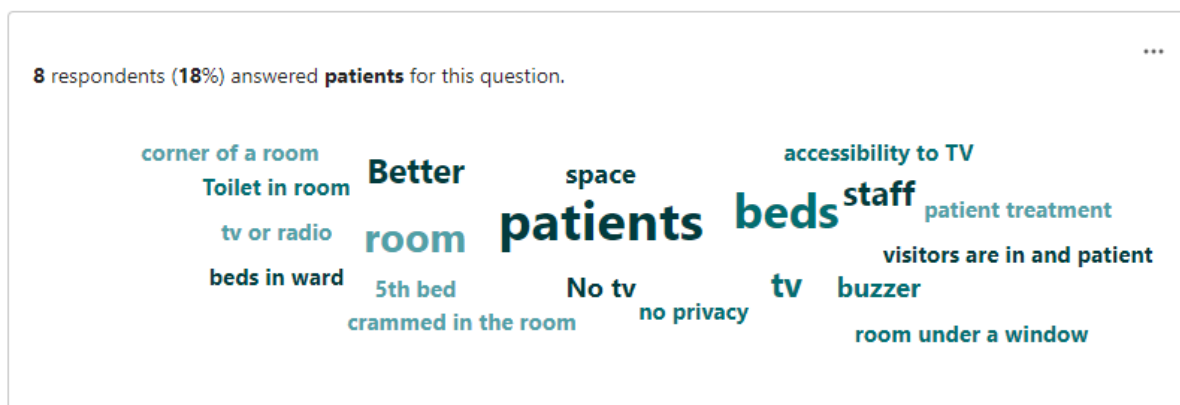 8 respondents (18%) answered patients for this question.
corner of a room
accessibility to TV
Better
space
Toilet in room
staff
beds
patient treatment
patients
tv or radio
room
visitors are in and patient
beds in ward
5th bed
No tv
tv
buzzer
no privacy
crammed in the room
room under a window